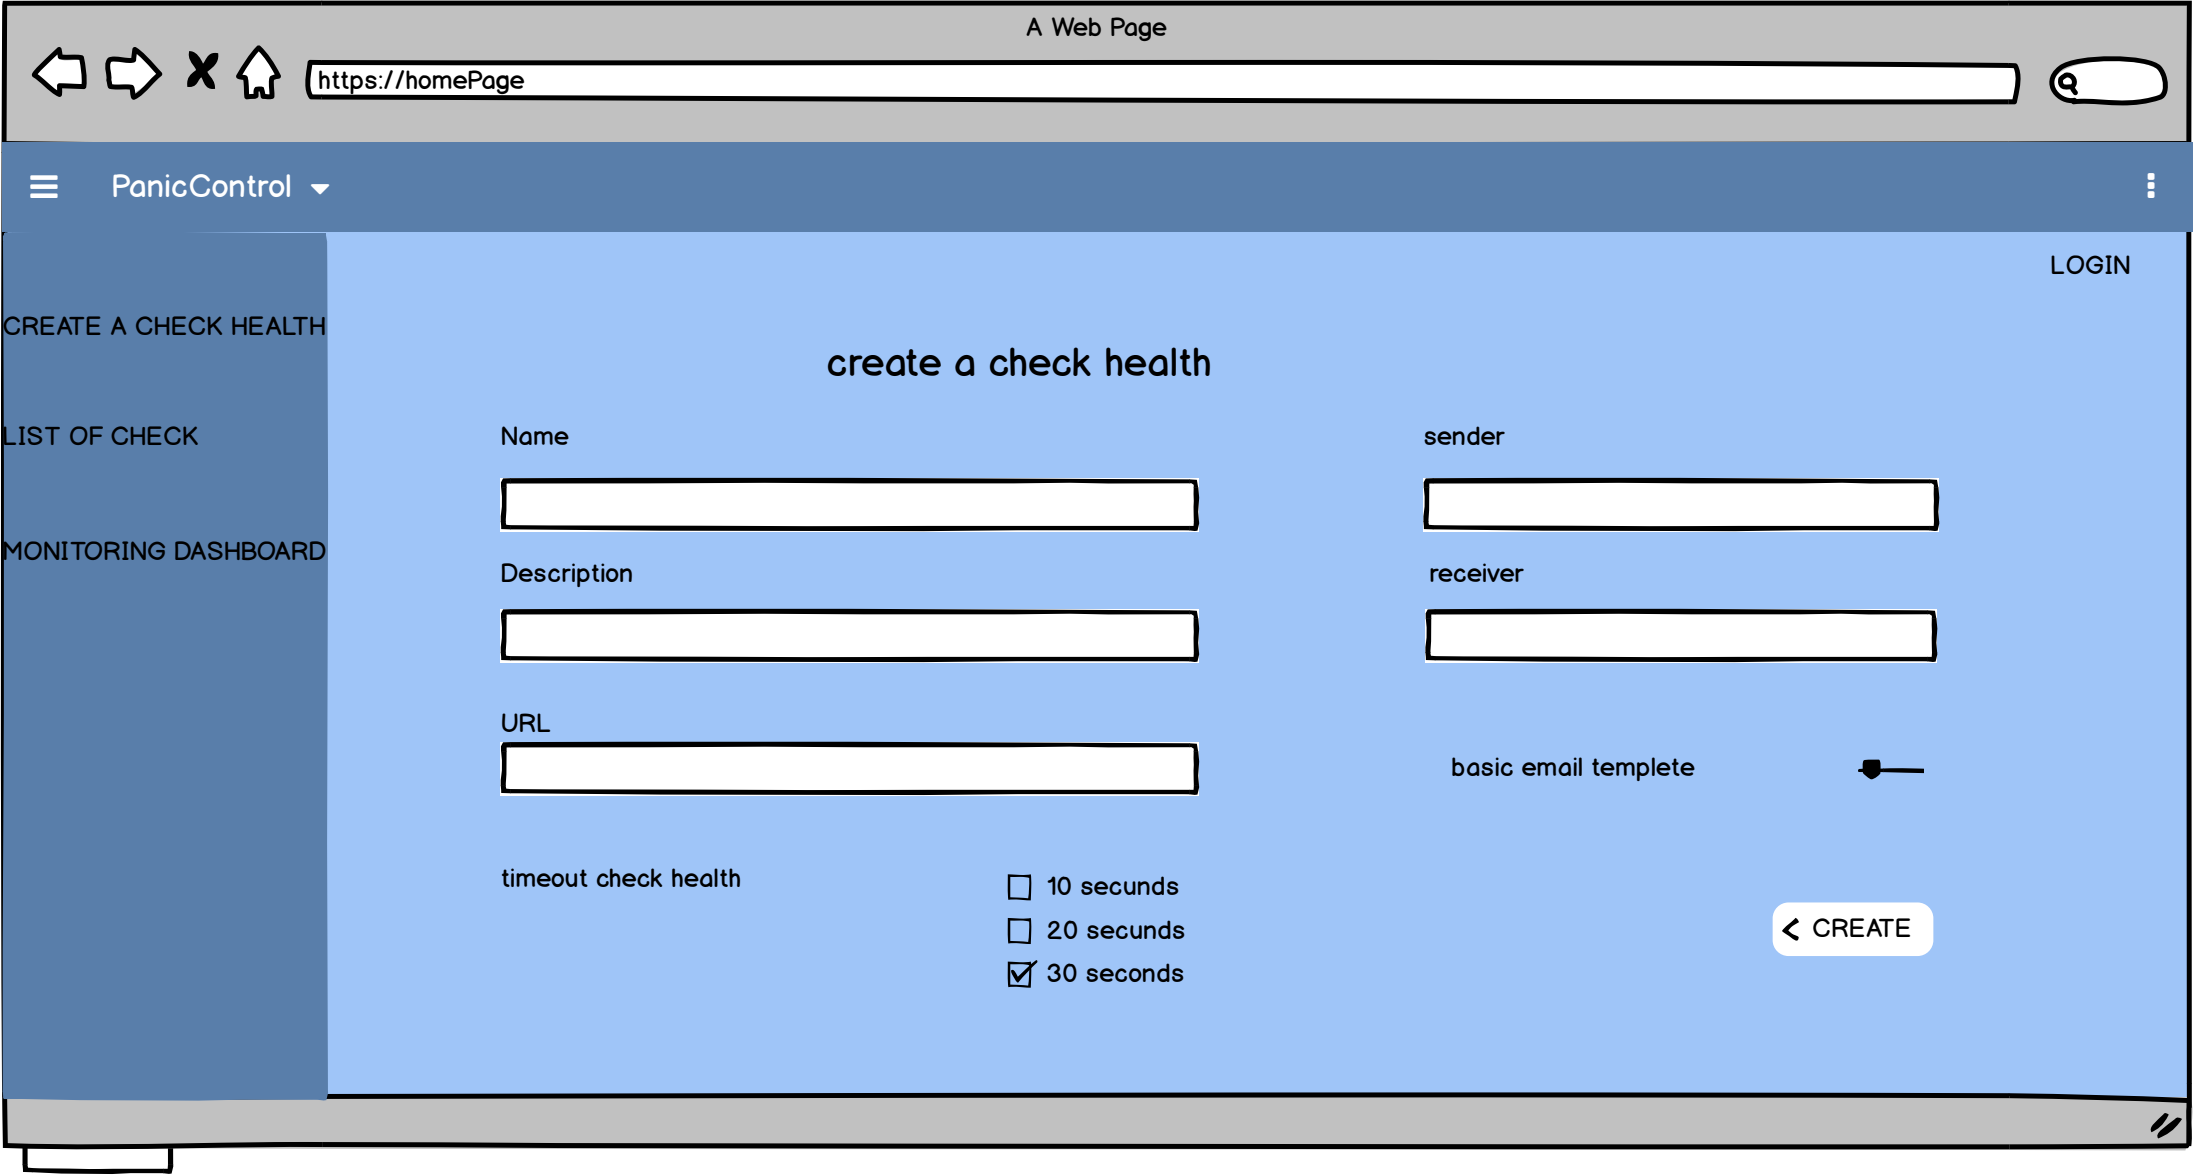 A Web Page
https://homePage
PanicControl
LOGIN
CREATE A CHECK HEALTH
LIST OF CHECK
MONITORING DASHBOARD
create a check health
Name
sender
Description
receiver
URL
basic email templete
timeout check health
10 secunds
20 secunds
30 seconds
CREATE